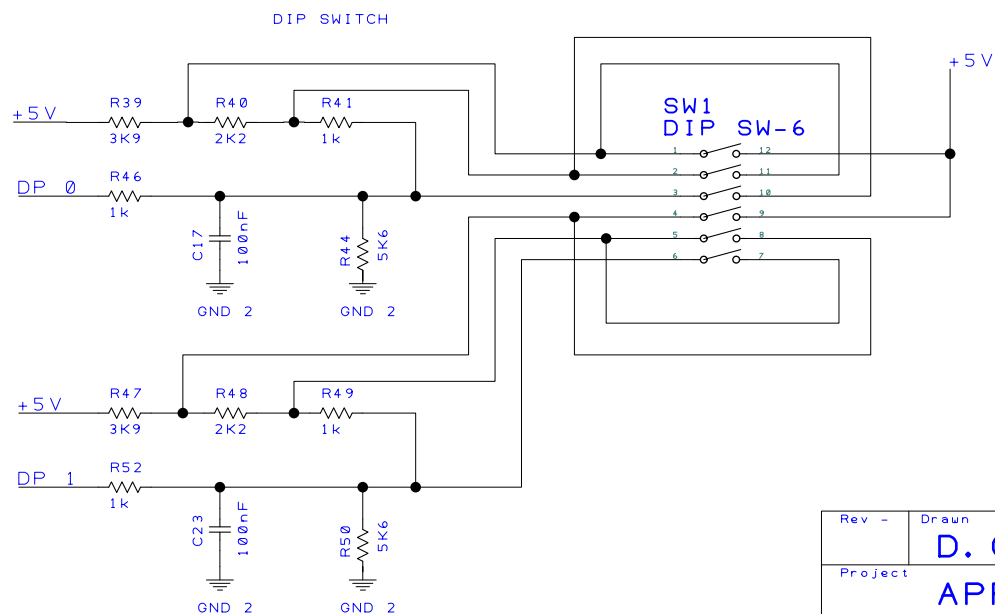 DIP SWITCH
+5V
R39
3K9
R40
2K2
R41
1k
DP 0
R46
1k
C17
100nF
R44
5K6
GND 2
GND 2
+5V
SW1
DIP SW-6
1
12
2
11
3
10
4
9
5
8
6
7
+5V
R47
3K9
R48
2K2
R49
1k
DP 1
R52
1k
C23
100nF
R50
5K6
GND 2
GND 2
Rev -
Drawn
D.
Project